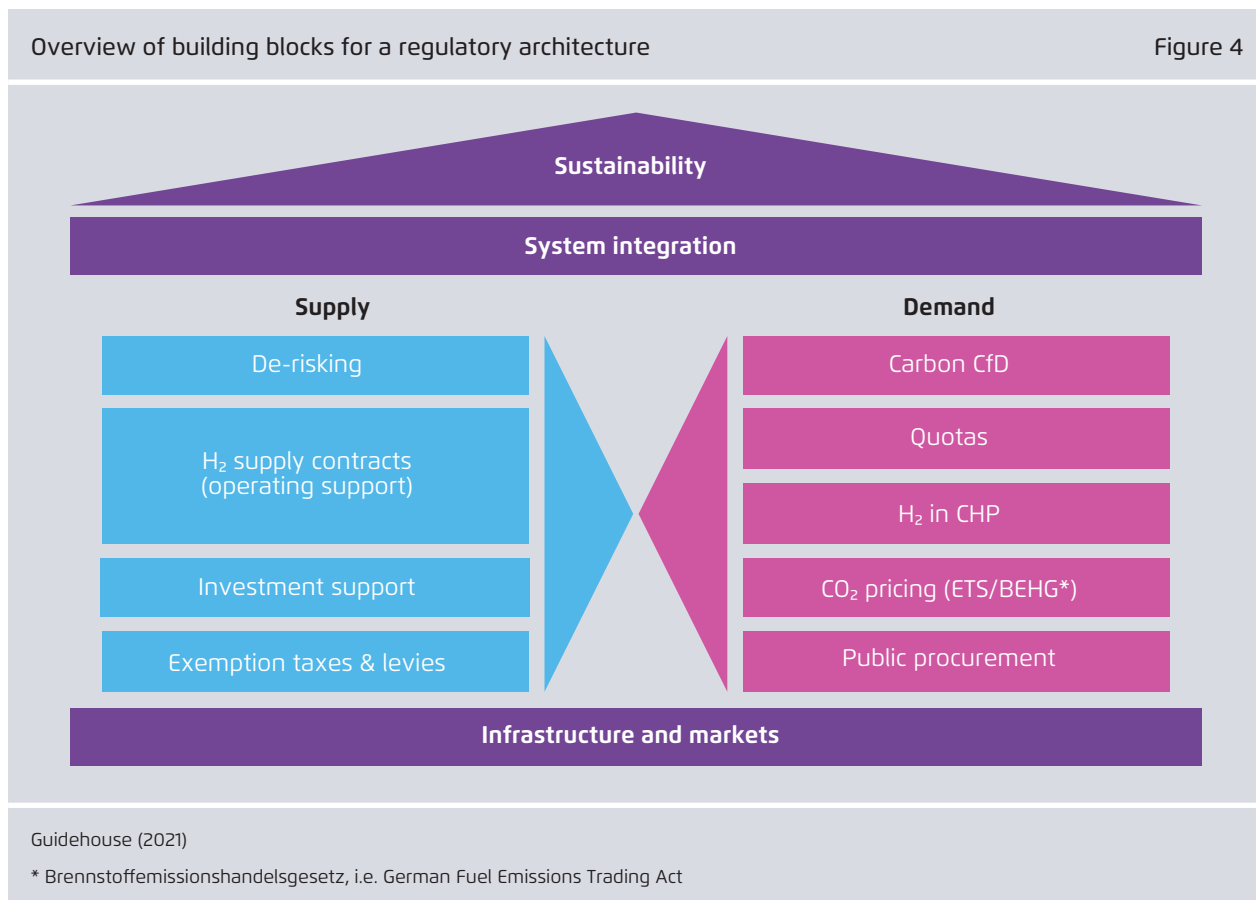 Overview of building blocks for a regulatory architecture
Figure 4
Sustainability
System integration
Supply
De-risking
H₂ supply contracts
(operating support)
Investment support
Exemption taxes & levies
Demand
Carbon CfD
Quotas
H₂ in CHP
CO₂ pricing (ETS/BEHG*)
Public procurement
Infrastructure and markets
Guidehouse (2021)
* Brennstoffemissionshandelsgesetz, i.e. German Fuel Emissions Trading Act